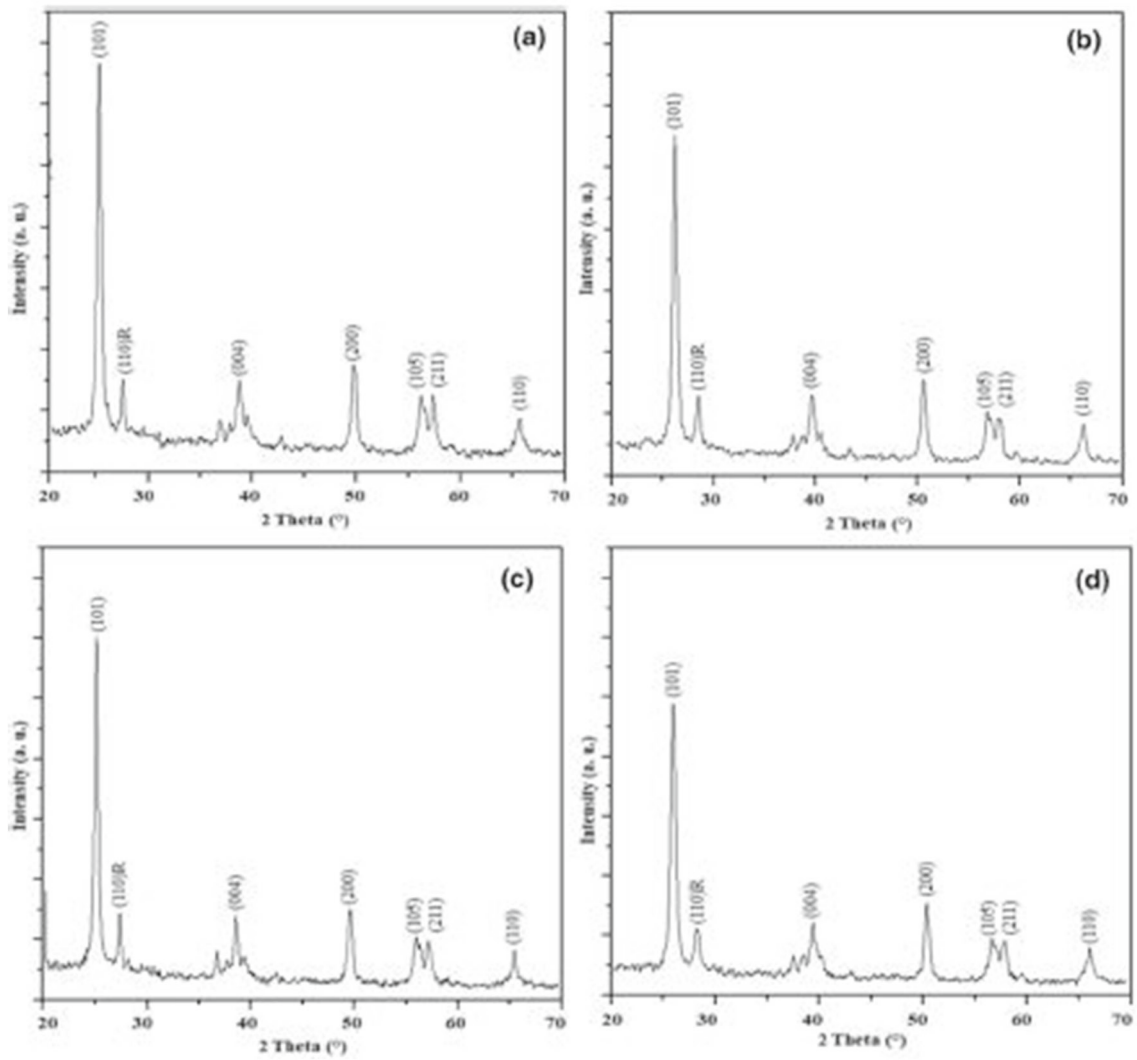 (a)
(101)
(110)R
(004)
(200)
(105)
(211)
(110)
Intensity (a. u.)
20 30 40 50 60 70
2 Theta (°)
(b)
(101)
(110)R
(004)
(200)
(105)
(211)
(110)
Intensity (a. u.)
20 30 40 50 60 70
2 Theta (°)
(c)
(101)
(110)R
(004)
(200)
(105)
(211)
(110)
Intensity (a. u.)
20 30 40 50 60 70
2 Theta (°)
(d)
(101)
(110)R
(004)
(200)
(105)
(211)
(110)
Intensity (a. u.)
20 30 40 50 60 70
2 Theta (°)